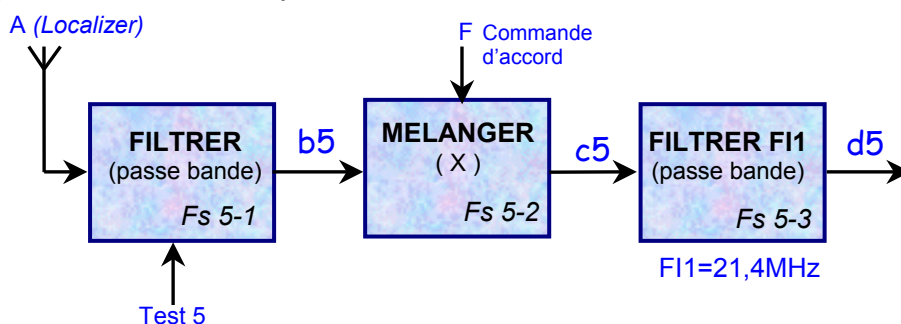 A (Localizer)
F Commande
d’accord
FILTRER
(passe bande)
Fs 5-1
b5
MELANGER
( X )
Fs 5-2
c5
FILTRER FI1
(passe bande)
Fs 5-3
d5
FI1=21,4MHz
Test 5